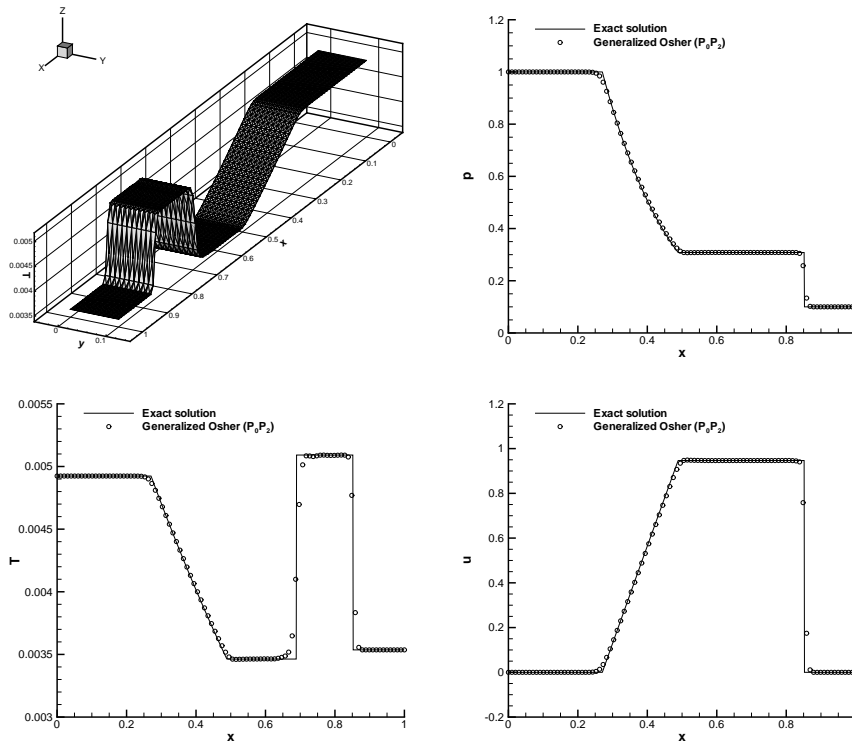 Z
X
Y
0.005
0.0045
0.004
0.0035
T
0
0.1
y
1
0.9
0.8
0.7
0.6
0.5
0.4
0.3
0.2
0.1
0
x
Exact solution
Generalized Osher (P₀P₂)
p
1.2
1
0.8
0.6
0.4
0.2
0
0 0.2 0.4 0.6 0.8
x
Exact solution
Generalized Osher (P₀P₂)
T
0.0055
0.005
0.0045
0.004
0.0035
0.003
0 0.2 0.4 0.6 0.8 1
x
Exact solution
Generalized Osher (P₀P₂)
u
1.2
1
0.8
0.6
0.4
0.2
0
-0.2
0 0.2 0.4 0.6 0.8
x